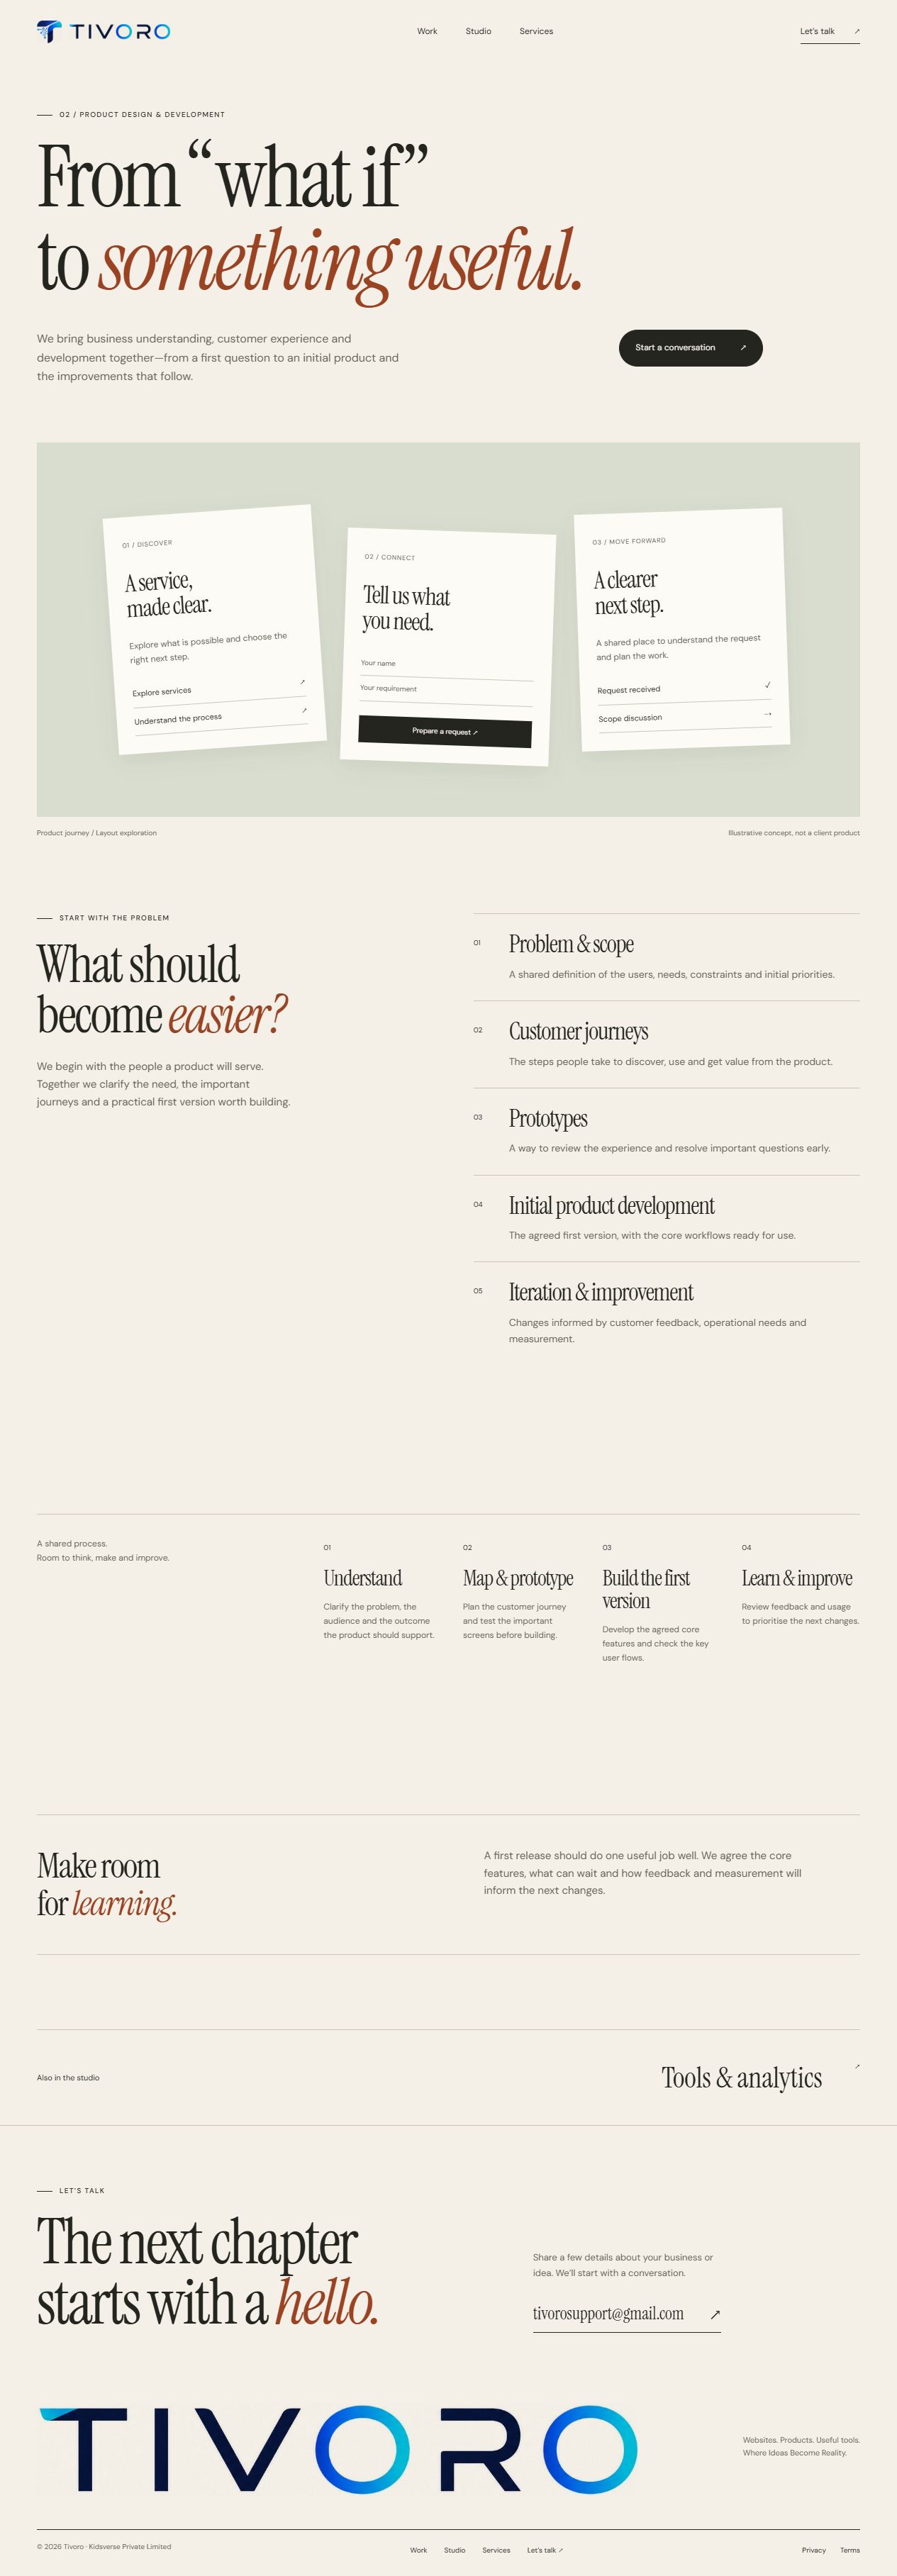 TIVORO
Work
Studio
Services
Let's talk ↗
02 / PRODUCT DESIGN & DEVELOPMENT
From “what if”
to something useful.
We bring business understanding, customer experience and
development together—from a first question to an initial product and
the improvements that follow.
Start a conversation ↗
01 / DISCOVER
A service,
made clear.
Explore what is possible and choose the
right next step.
Explore services ↗
Understand the process ↗
02 / CONNECT
Tell us what
you need.
Your name
Your requirement
Prepare a request ↗
03 / MOVE FORWARD
A clearer
next step.
A shared place to understand the request
and plan the work.
Request received ✓
Scope discussion →
Product journey / Layout exploration
Illustrative concept, not a client product
START WITH THE PROBLEM
What should
become easier?
We begin with the people a product will serve.
Together we clarify the need, the important
journeys and a practical first version worth building.
01
Problem & scope
A shared definition of the users, needs, constraints and initial priorities.
02
Customer journeys
The steps people take to discover, use and get value from the product.
03
Prototypes
A way to review the experience and resolve important questions early.
04
Initial product development
The agreed first version, with the core workflows ready for use.
05
Iteration & improvement
Changes informed by customer feedback, operational needs and
measurement.
A shared process.
Room to think, make and improve.
01
Understand
Clarify the problem, the
audience and the outcome
the product should support.
02
Map & prototype
Plan the customer journey
and test the important
screens before building.
03
Build the first
version
Develop the agreed core
features and check the key
user flows.
04
Learn & improve
Review feedback and usage
to prioritise the next changes.
Make room
for learning.
A first release should do one useful job well. We agree the core
features, what can wait and how feedback and measurement will
inform the next changes.
Also in the studio
Tools & analytics ↗
LET'S TALK
The next chapter
starts with a hello.
Share a few details about your business or
idea. We'll start with a conversation.
tivorosupport@gmail.com ↗
TIVORO
Websites. Products. Useful tools.
Where Ideas Become Reality.
© 2026 Tivoro · Kidsverse Private Limited
Work
Studio
Services
Let's talk ↗
Privacy
Terms